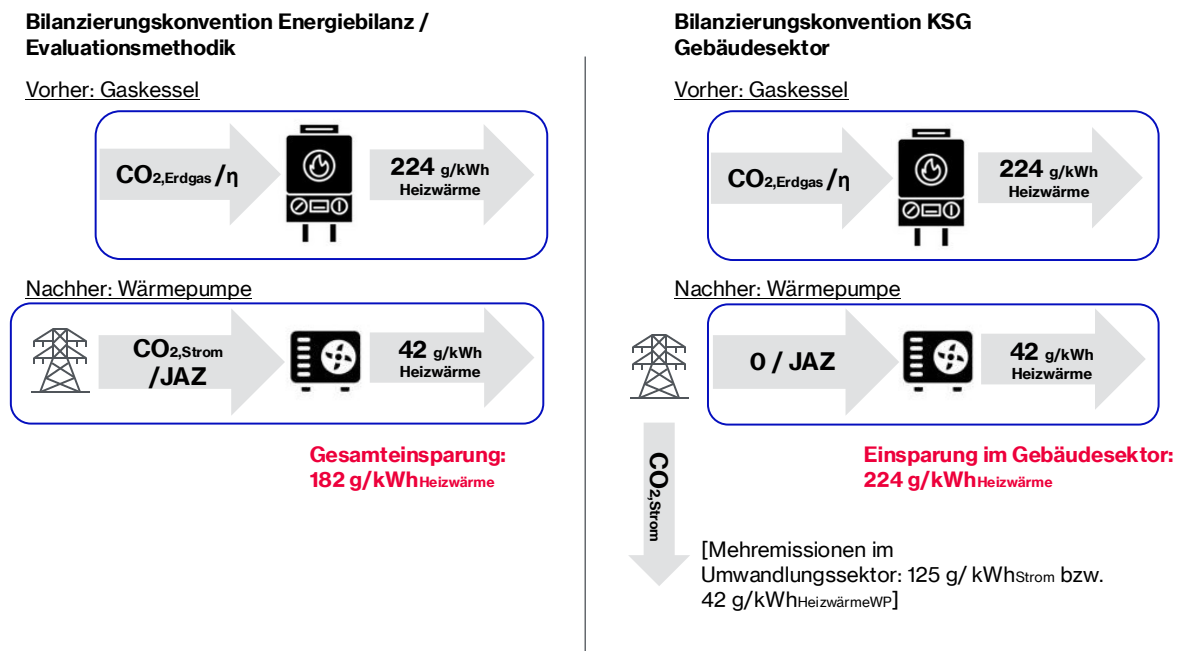 Bilanzierungskonvention Energiebilanz /
Evaluationsmethodik
Vorher: Gaskessel
CO2,Erdgas /η
224 g/kWh
Heizwärme
Nachher: Wärmepumpe
CO2,Strom
/JAZ
42 g/kWh
Heizwärme
Gesamteinsparung:
182 g/kWhHeizwärme
Bilanzierungskonvention KSG
Gebäudesektor
Vorher: Gaskessel
CO2,Erdgas /η
224 g/kWh
Heizwärme
Nachher: Wärmepumpe
0 / JAZ
42 g/kWh
Heizwärme
Einsparung im Gebäudesektor:
224 g/kWhHeizwärme
CO2,Strom
[Mehremissionen im
Umwandlungssektor: 125 g/ kWhStrom bzw.
42 g/kWhHeizwärmeWP]